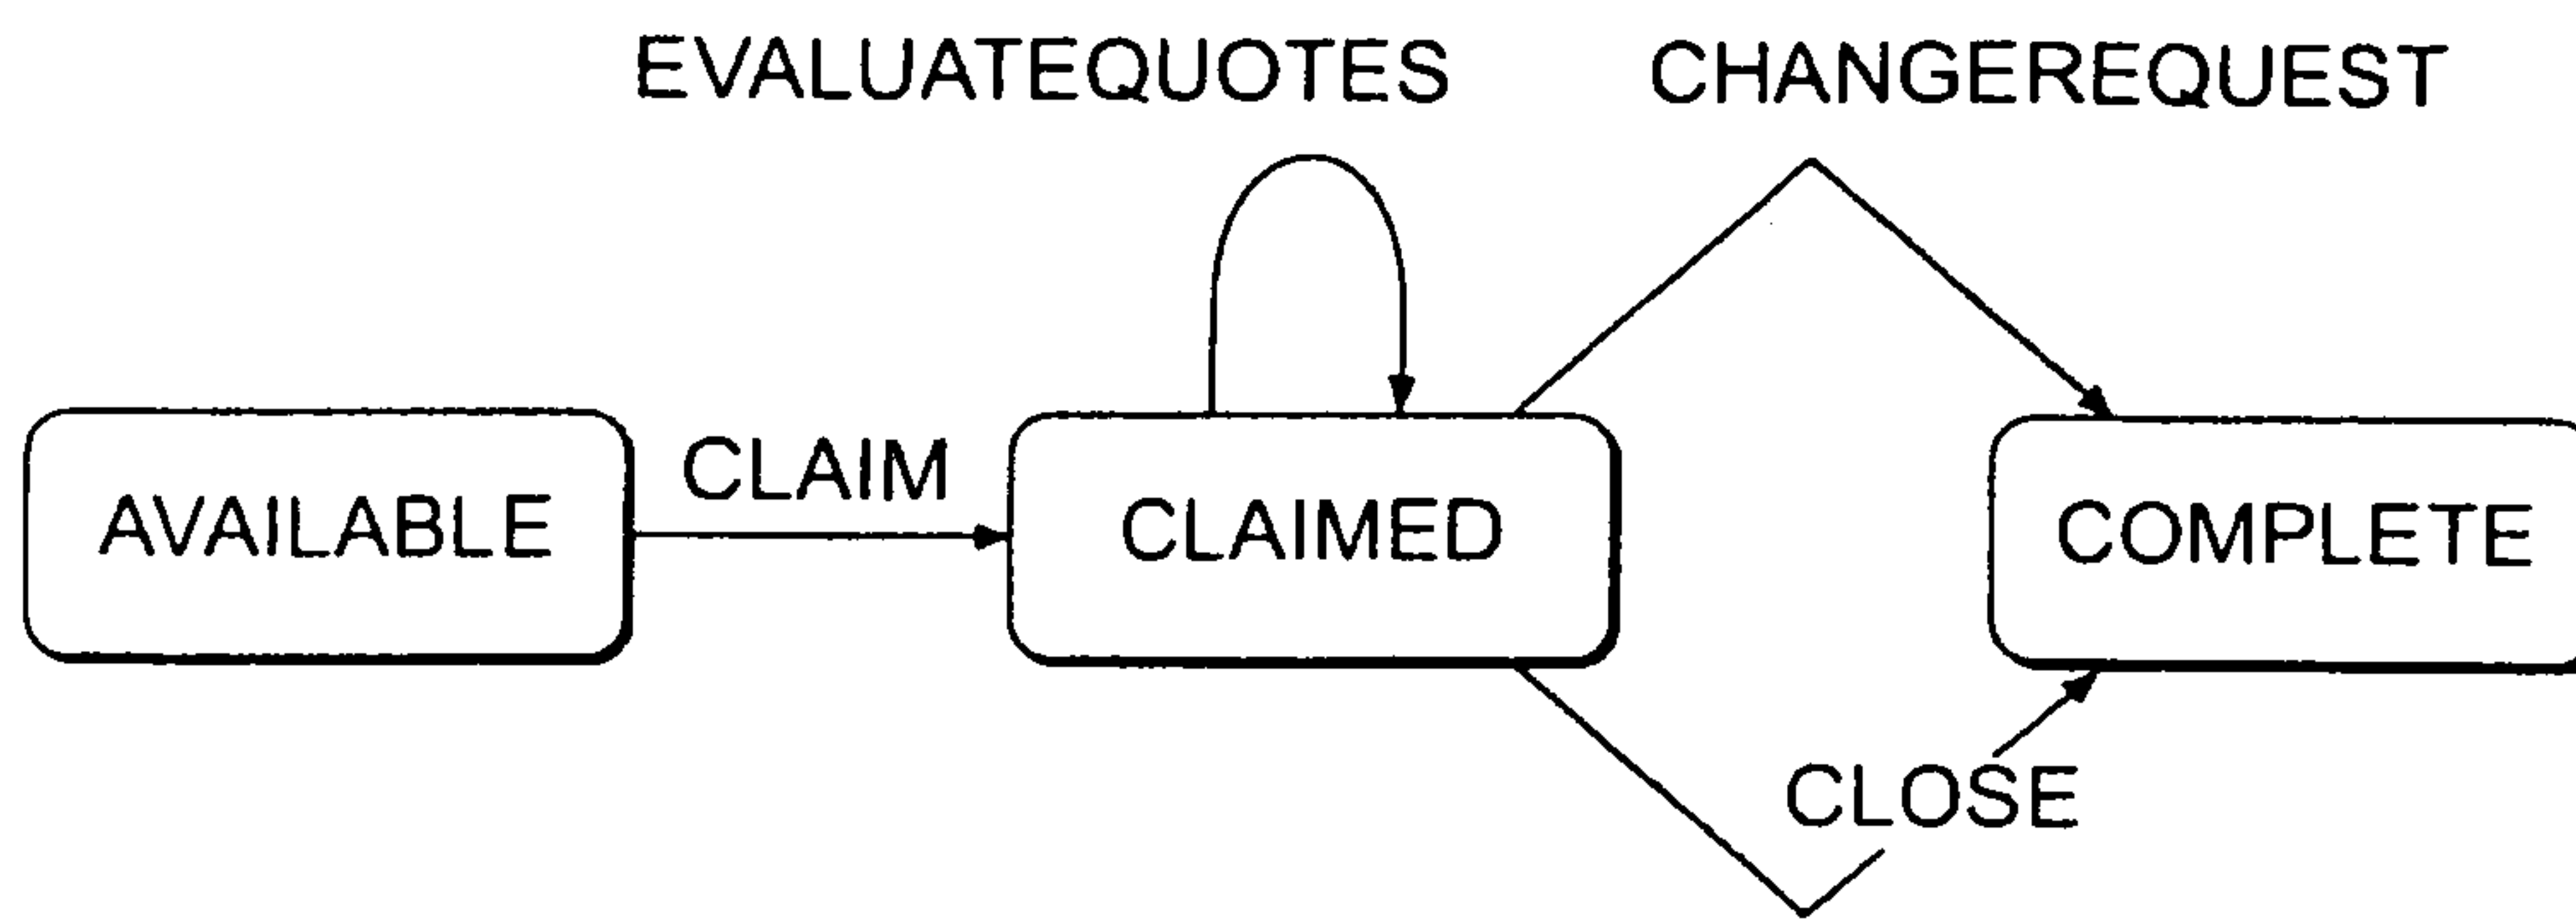 EVALUATEQUOTES
CHANGEREQUEST
CLAIM
AVAILABLE
CLAIMED
COMPLETE
CLOSE